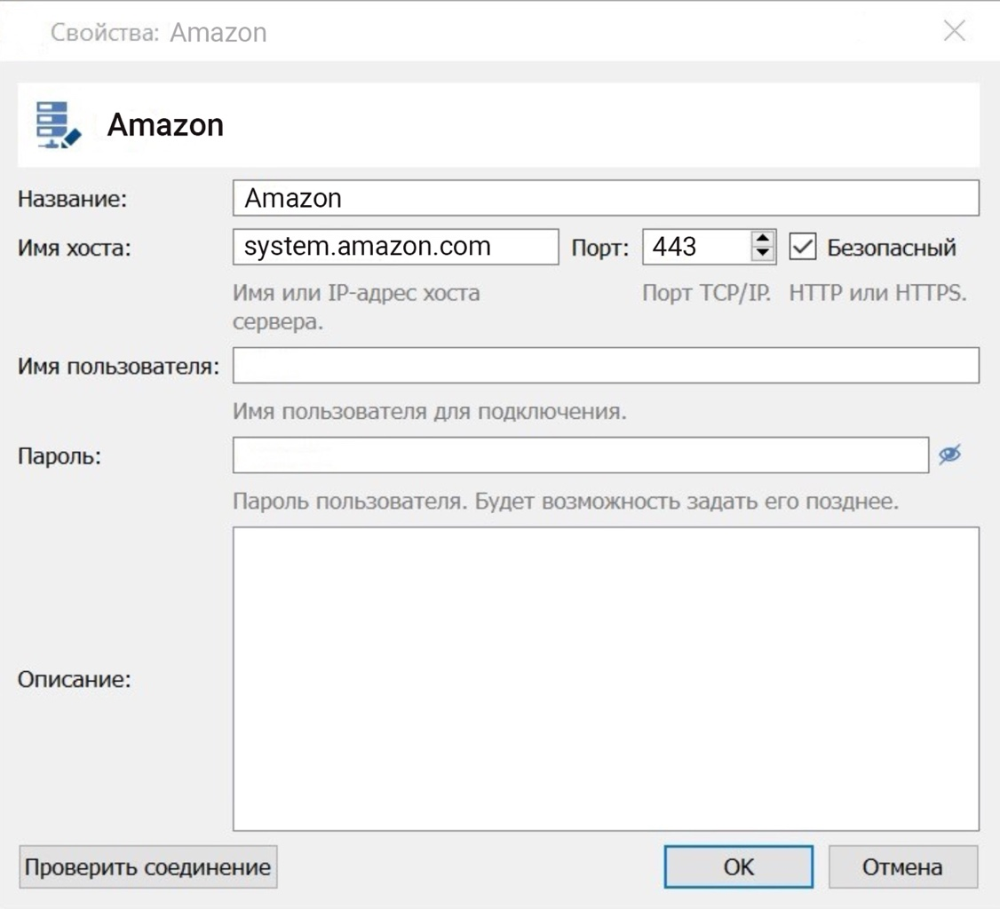 Свойства: Amazon
Amazon
Название: Amazon
Имя хоста: system.amazon.com Порт: 443 Безопасный
Имя или IP-адрес хоста Порт TCP/IP. HTTP или HTTPS.
сервера.
Имя пользователя:
Имя пользователя для подключения.
Пароль:
Пароль пользователя. Будет возможность задать его позднее.
Описание:
Проверить соединение OK Отмена